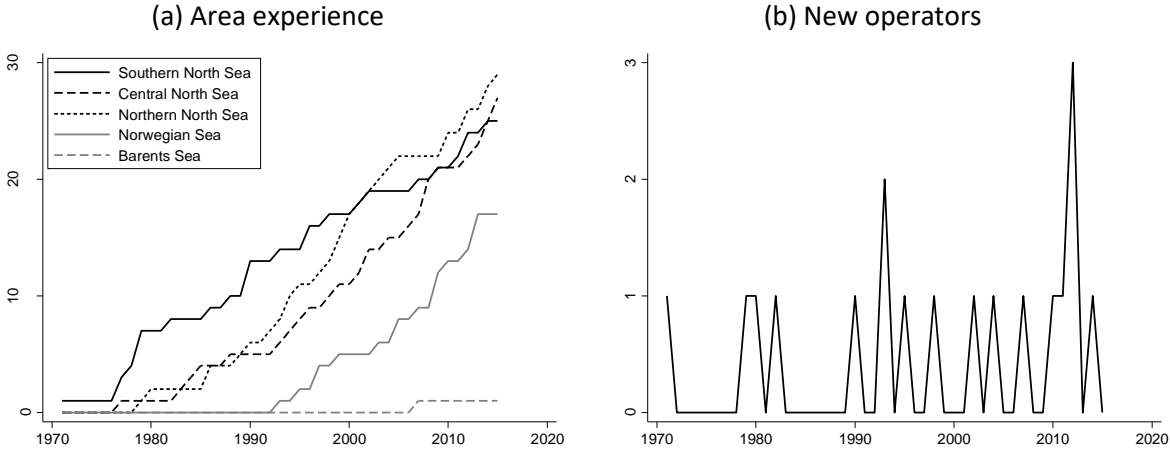 (a) Area experience
30
20
10
0
Southern North Sea
Central North Sea
Northern North Sea
Norwegian Sea
Barents Sea
1970 1980 1990 2000 2010 2020
(b) New operators
3
2
1
0
1970 1980 1990 2000 2010 2020